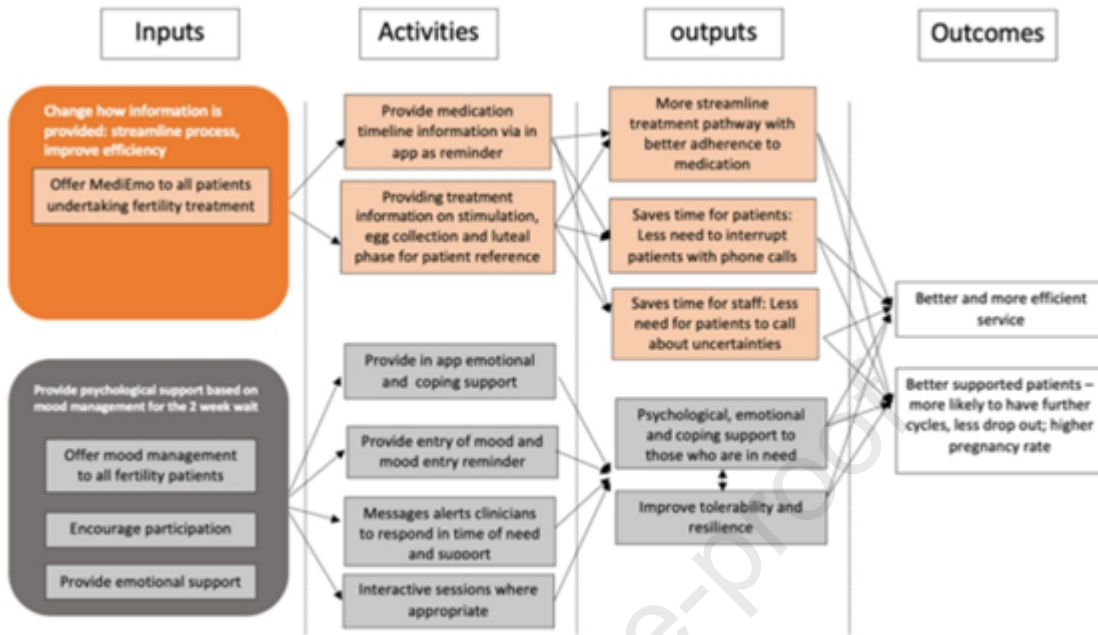 Inputs
Activities
outputs
Outcomes
Change how information is
provided: streamline process,
improve efficiency
Offer MediEmo to all patients
undertaking fertility treatment
Provide medication
timeline information via in
app as reminder
Providing treatment
information on stimulation,
egg collection and luteal
phase for patient reference
More streamline
treatment pathway with
better adherence to
medication
Saves time for patients:
Less need to interrupt
patients with phone calls
Saves time for staff: Less
need for patients to call
about uncertainties
Better and more efficient
service
Better supported patients –
more likely to have further
cycles, less drop out; higher
pregnancy rate
Provide psychological support based on
mood management for the 2 week wait
Offer mood management
to all fertility patients
Encourage participation
Provide emotional support
Provide in app emotional
and coping support
Provide entry of mood and
mood entry reminder
Messages alerts clinicians
to respond in time of need
and support
Interactive sessions where
appropriate
Psychological, emotional
and coping support to
those who are in need
Improve tolerability and
resilience
e-proof